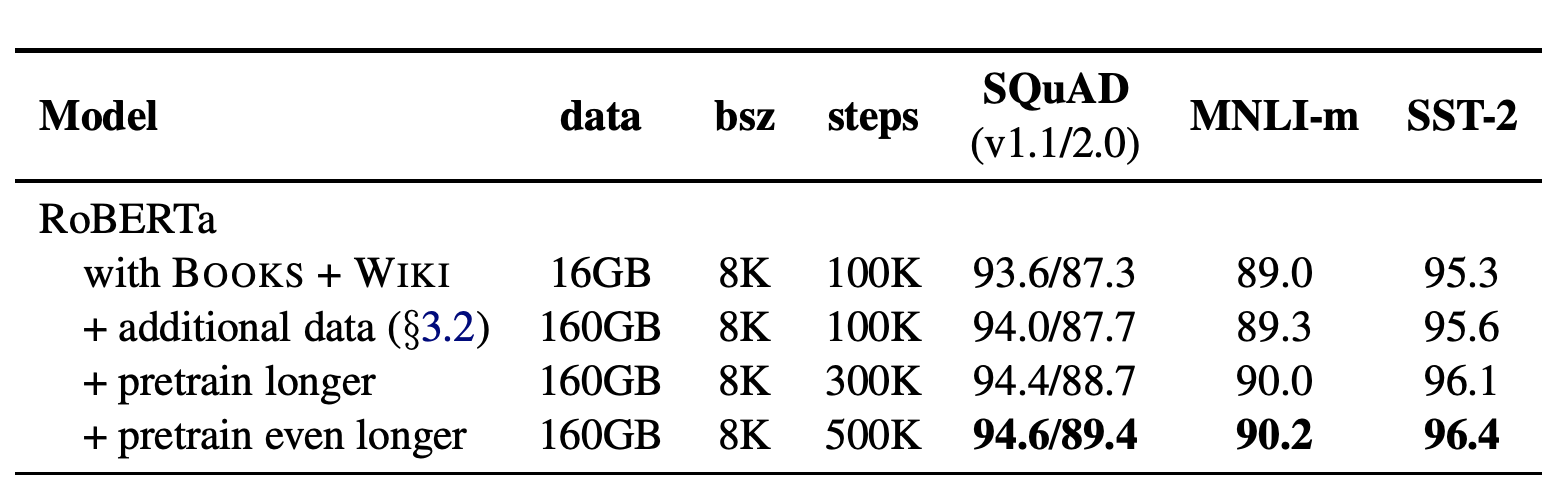 Model data bsz steps SQuAD (v1.1/2.0) MNLI-m SST-2
RoBERTa
with BOOKS + WIKI 16GB 8K 100K 93.6/87.3 89.0 95.3
+ additional data (§3.2) 160GB 8K 100K 94.0/87.7 89.3 95.6
+ pretrain longer 160GB 8K 300K 94.4/88.7 90.0 96.1
+ pretrain even longer 160GB 8K 500K 94.6/89.4 90.2 96.4